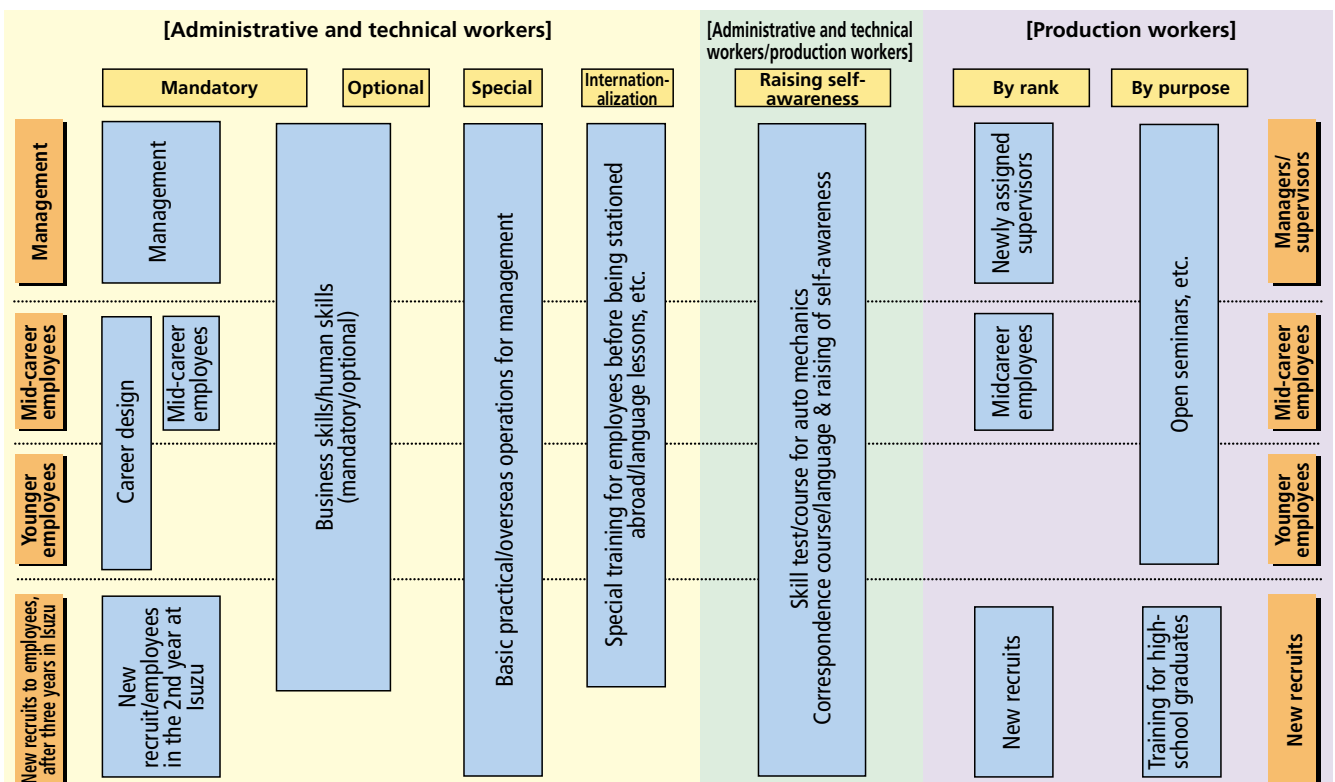 [Administrative and technical workers]
[Administrative and technical
workers/production workers]
[Production workers]
Mandatory
Optional
Special
Internation-
alization
Raising self-
awareness
By rank
By purpose
Management
Mid-career
employees
Younger
employees
New recruits to employees,
after three years in Isuzu
Management
Career design
Mid-career
employees
New
recruit/employees
in the 2nd year at
Isuzu
Business skills/human skills
(mandatory/optional)
Basic practical/overseas operations for management
Special training for employees before being stationed
abroad/language lessons, etc.
Skill test/course for auto mechanics
Correspondence course/language & raising of self-awareness
Newly assigned
supervisors
Midcareer
employees
New recruits
Open seminars, etc.
Training for high-
school graduates
Managers/
supervisors
Mid-career
employees
Younger
employees
New recruits